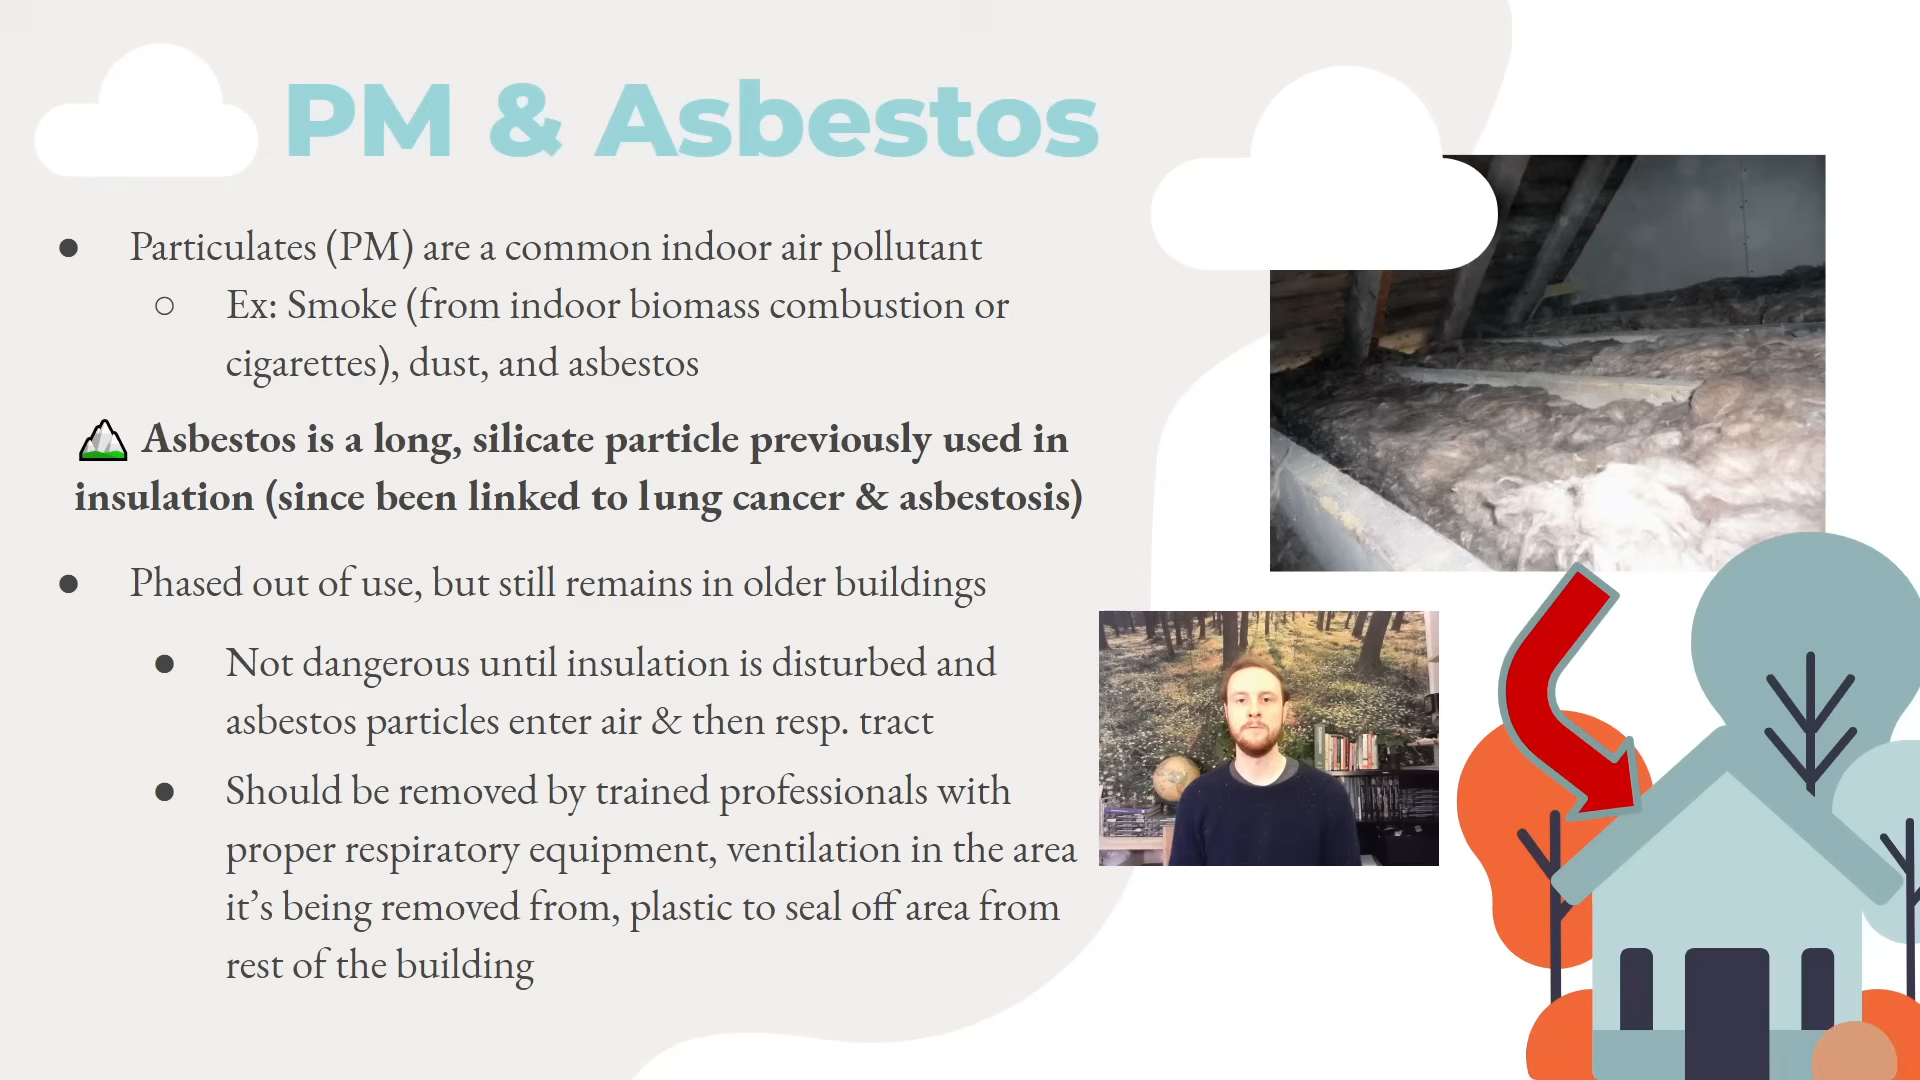 PM & Asbestos
● Particulates (PM) are a common indoor air pollutant
○ Ex: Smoke (from indoor biomass combustion or
cigarettes), dust, and asbestos
Asbestos is a long, silicate particle previously used in
insulation (since been linked to lung cancer & asbestosis)
● Phased out of use, but still remains in older buildings
● Not dangerous until insulation is disturbed and
asbestos particles enter air & then resp. tract
● Should be removed by trained professionals with
proper respiratory equipment, ventilation in the area
it’s being removed from, plastic to seal off area from
rest of the building